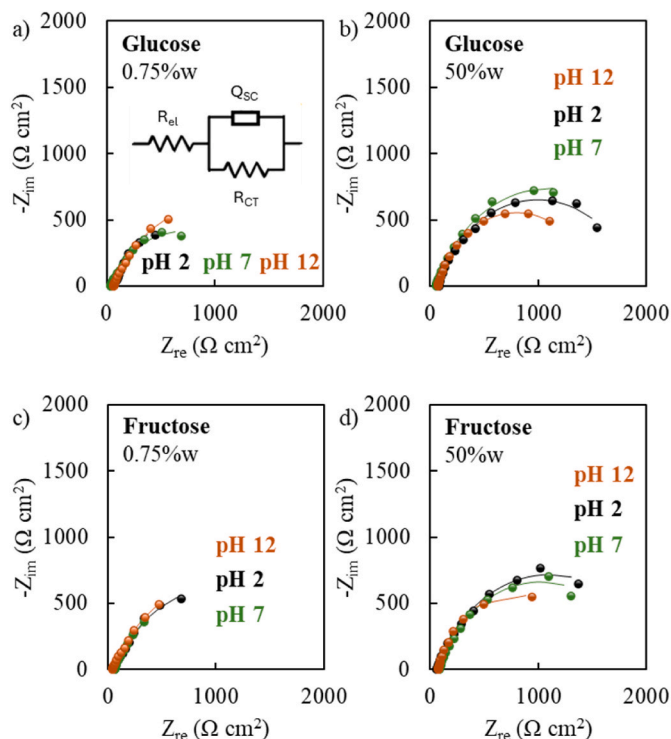 a)
Glucose
0.75%w
2000
1500
1000
500
0
-Zim (Ω cm²)
Rel
QSC
RCT
pH 2 pH 7 pH 12
0 1000 2000
Zre (Ω cm²)
b)
Glucose
50%w
pH 12
pH 2
pH 7
2000
1500
1000
500
0
-Zim (Ω cm²)
0 1000 2000
Zre (Ω cm²)
c)
Fructose
0.75%w
pH 12
pH 2
pH 7
2000
1500
1000
500
0
-Zim (Ω cm²)
0 1000 2000
Zre (Ω cm²)
d)
Fructose
50%w
pH 12
pH 2
pH 7
2000
1500
1000
500
0
-Zim (Ω cm²)
0 1000 2000
Zre (Ω cm²)